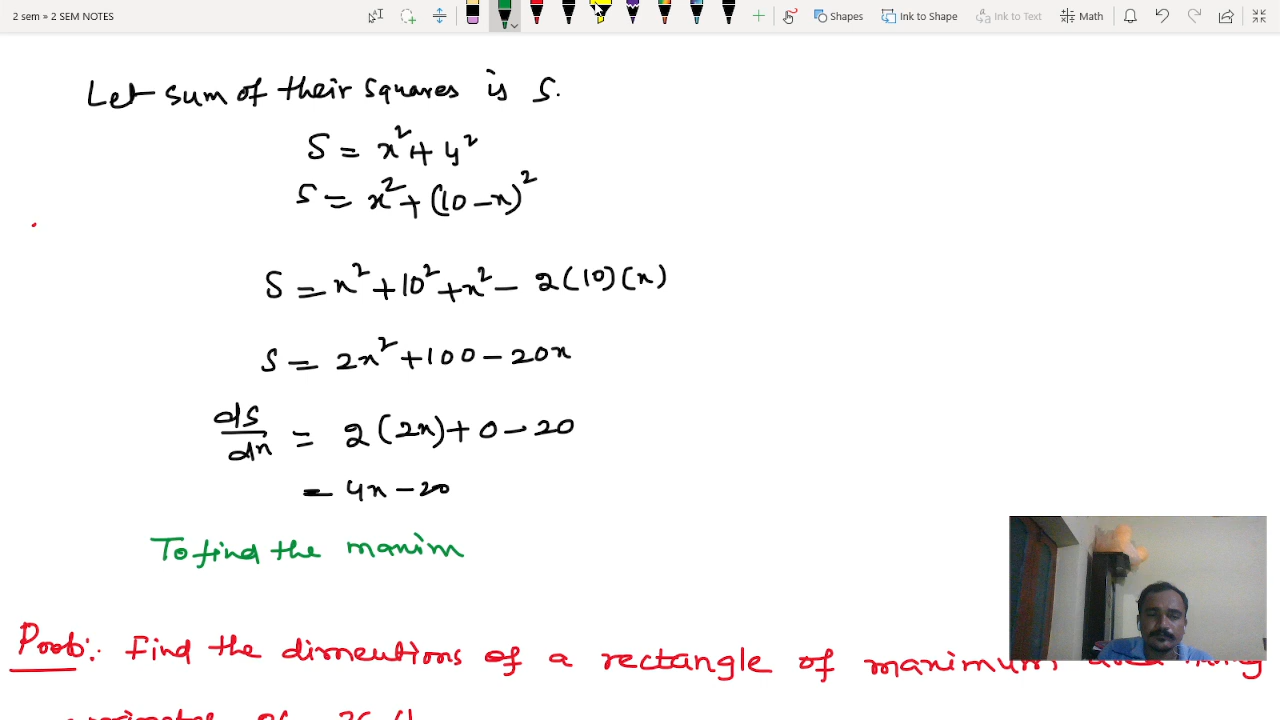 2 sem » 2 SEM NOTES
Shapes Ink to Shape Ink to Text Math
Let sum of their squares is S.
S = x² + y²
S = x² + (10 - x)²
S = x² + 10² + x² - 2(10)(x)
S = 2x² + 100 - 20x
dS/dx = 2(2x) + 0 - 20
= 4x - 20
To find the maxim
Prob:. Find the dimentions of a rectangle of maximum